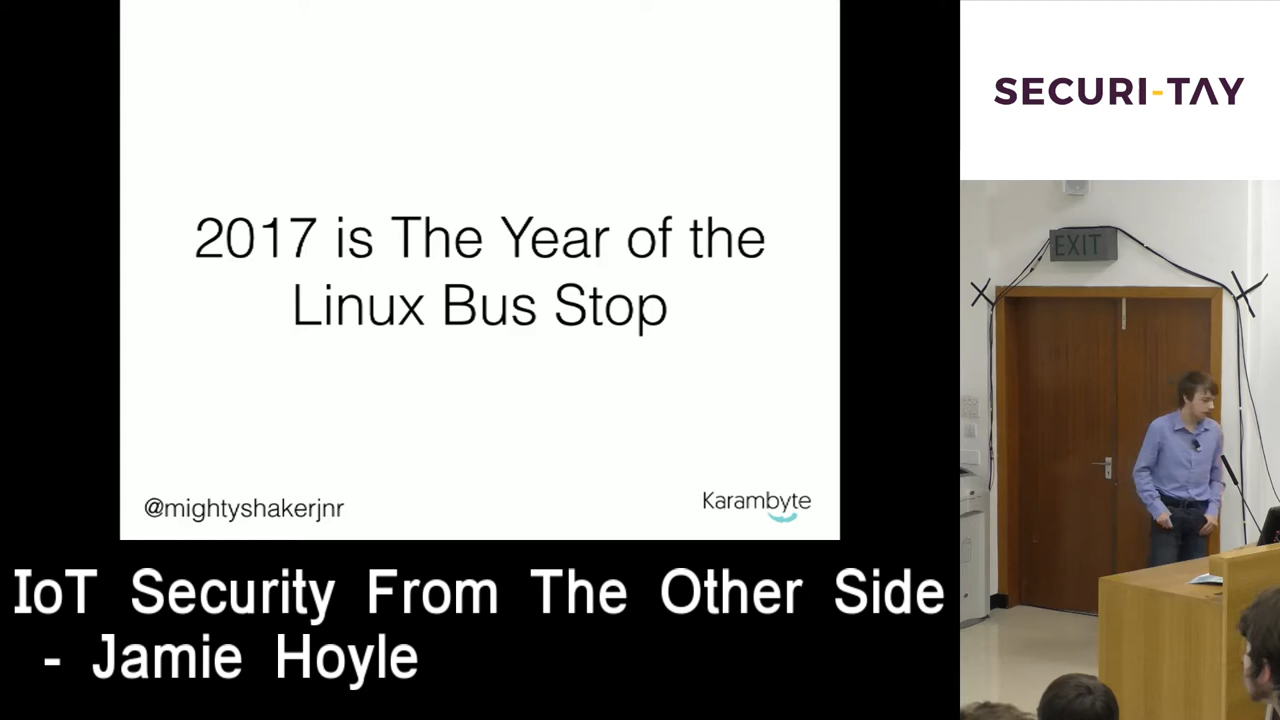 2017 is The Year of the
Linux Bus Stop
@mightyshakerjnr
Karambyte
SECURI-TAY
EXIT
IoT Security From The Other Side
- Jamie Hoyle